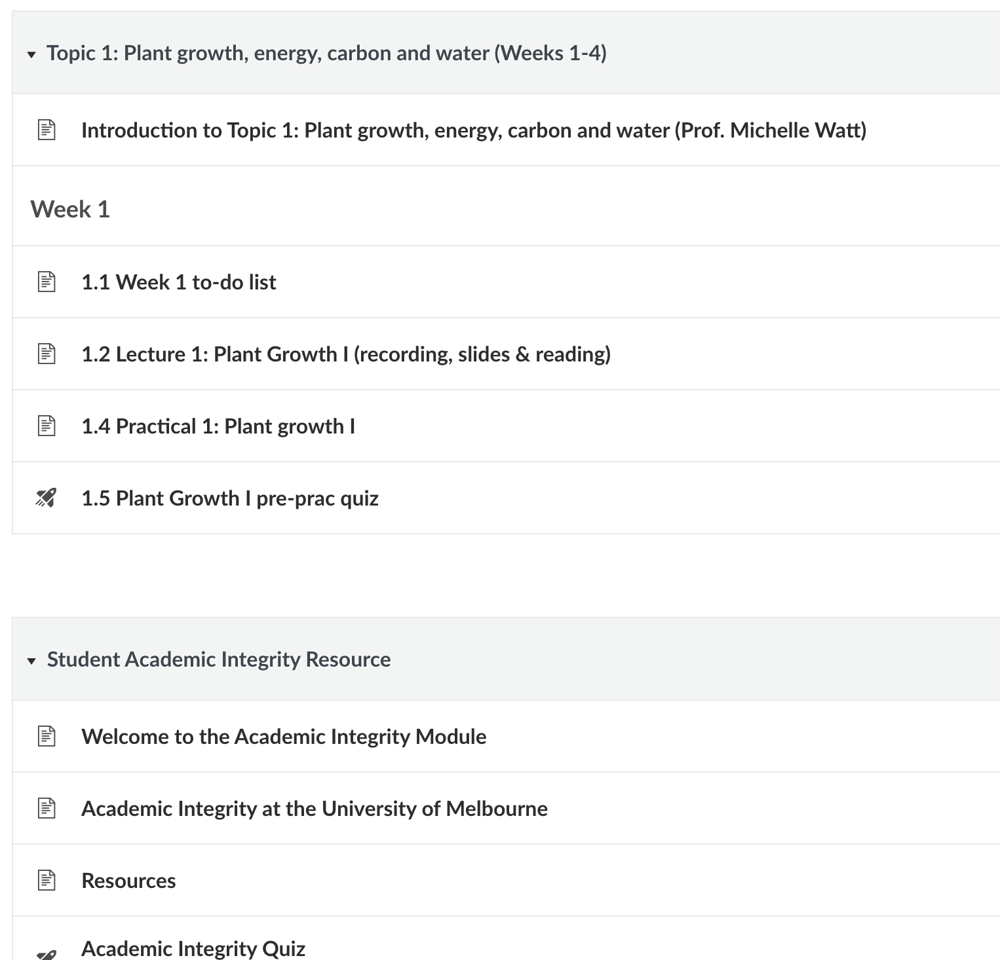 Topic 1: Plant growth, energy, carbon and water (Weeks 1-4)
Introduction to Topic 1: Plant growth, energy, carbon and water (Prof. Michelle Watt)
Week 1
1.1 Week 1 to-do list
1.2 Lecture 1: Plant Growth I (recording, slides & reading)
1.4 Practical 1: Plant growth I
1.5 Plant Growth I pre-prac quiz
Student Academic Integrity Resource
Welcome to the Academic Integrity Module
Academic Integrity at the University of Melbourne
Resources
Academic Integrity Quiz